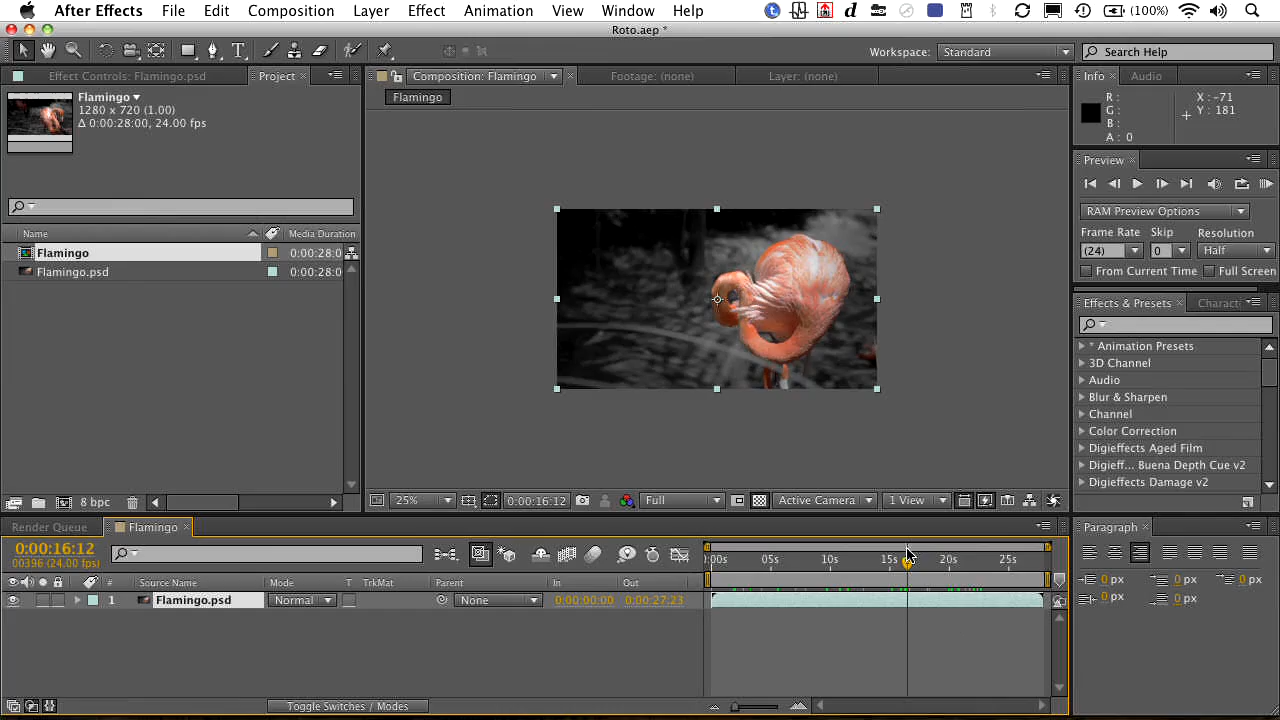 After Effects File Edit Composition Layer Effect Animation View Window Help (100%)
Roto.aep *
Workspace: Standard Search Help
Effect Controls: Flamingo.psd Project Composition: Flamingo Footage: (none) Layer: (none) Info Audio
Flamingo
1280 x 720 (1.00)
Δ 0:00:28:00, 24.00 fps
Flamingo
R :
G :
B :
A : 0
X : -71
Y : 181
Preview
RAM Preview Options
Frame Rate Skip Resolution
(24) 0 Half
From Current Time Full Screen
Name Media Duration
Flamingo 0:00:28:0
Flamingo.psd 0:00:28:0
Effects & Presets Charact
* Animation Presets
3D Channel
Audio
Blur & Sharpen
Channel
Color Correction
Digieffects Aged Film
Digieff... Buena Depth Cue v2
Digieffects Damage v2
8 bpc
25% 0:00:16:12 Full Active Camera 1 View
Render Queue Flamingo
0:00:16:12
00396 (24.00 fps)
):00s 05s 10s 15s 20s 25s
# Source Name Mode T TrkMat Parent In Out
1 Flamingo.psd Normal None 0:00:00:00 0:00:27:23
Toggle Switches / Modes
Paragraph
0 px 0 px 0 px
0 px 0 px